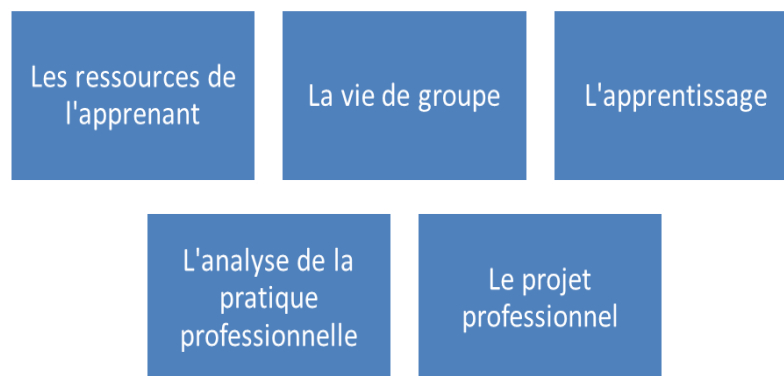 Les ressources de
l'apprenant
La vie de groupe
L'apprentissage
L'analyse de la
pratique
professionnelle
Le projet
professionnel